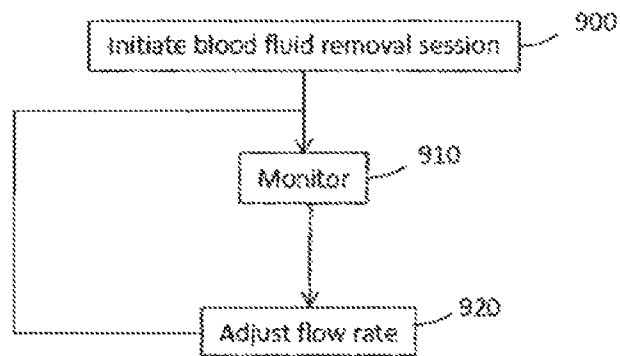 Initiate blood fluid removal session
900
Monitor
910
Adjust flow rate
920